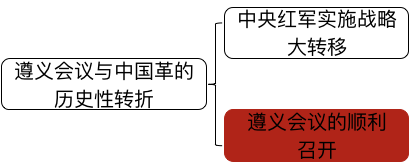 遵义会议与中国革的
历史性转折
中央红军实施战略
大转移
遵义会议的顺利
召开